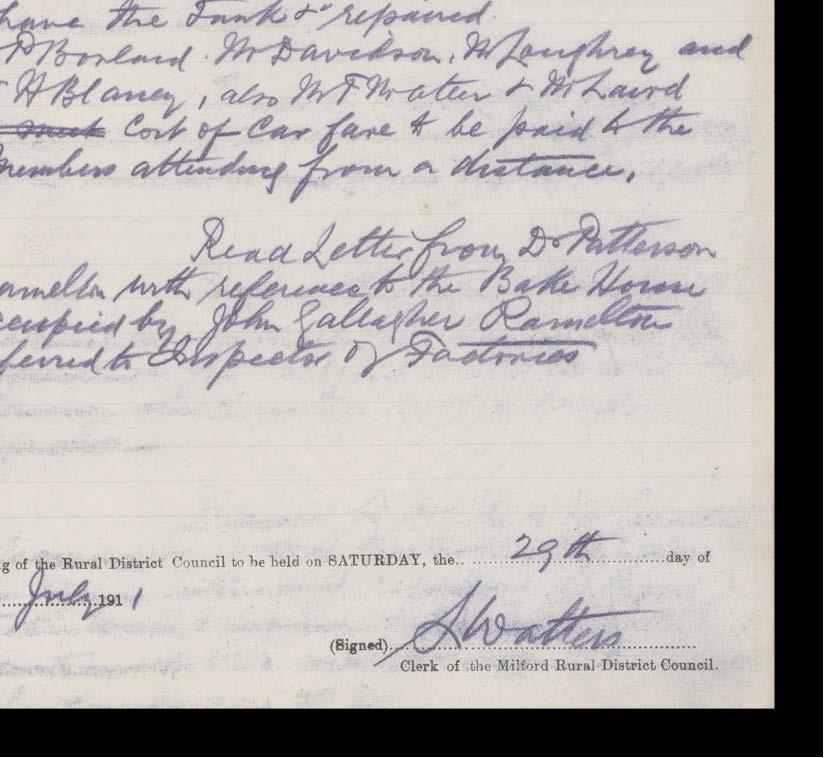 have the Tank &c repaired.
P Borland. Mr Davidson, Mr Loughrey and
H Blaney, also Mr F & Mr Laird
Cost of Car fare to be paid to the
members attending from a distance,
Read Letter from Dr Patterson
amelton with reference to the Bake House
ccupied by John Gallagher Ramelton
ferred to Inspector of Factories
g of the Rural District Council to be held on SATURDAY, the 29th day of
July 1911
(Signed) Watters
Clerk of the Milford Rural District Council.